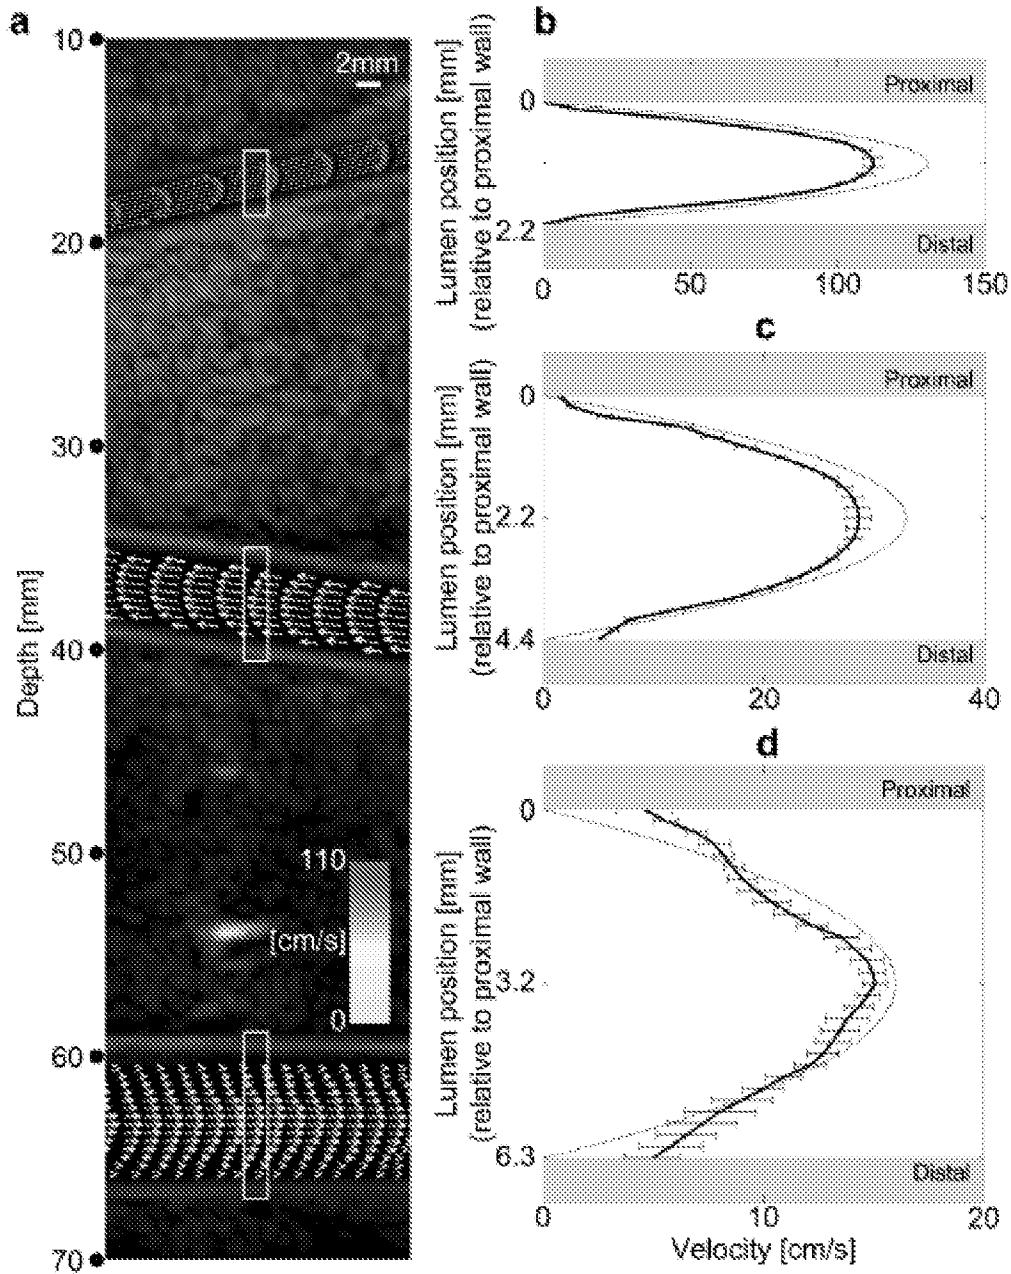 a
10
2mm
20
30
40
50
60
70
Depth [mm]
110
[cm/s]
0
b
Lumen position [mm]
(relative to proximal wall)
Proximal
0
2.2
Distal
0
50
100
150
c
Lumen position [mm]
(relative to proximal wall)
Proximal
0
2.2
4.4
Distal
0
20
40
d
Lumen position [mm]
(relative to proximal wall)
Proximal
0
3.2
6.3
Distal
0
10
20
Velocity [cm/s]